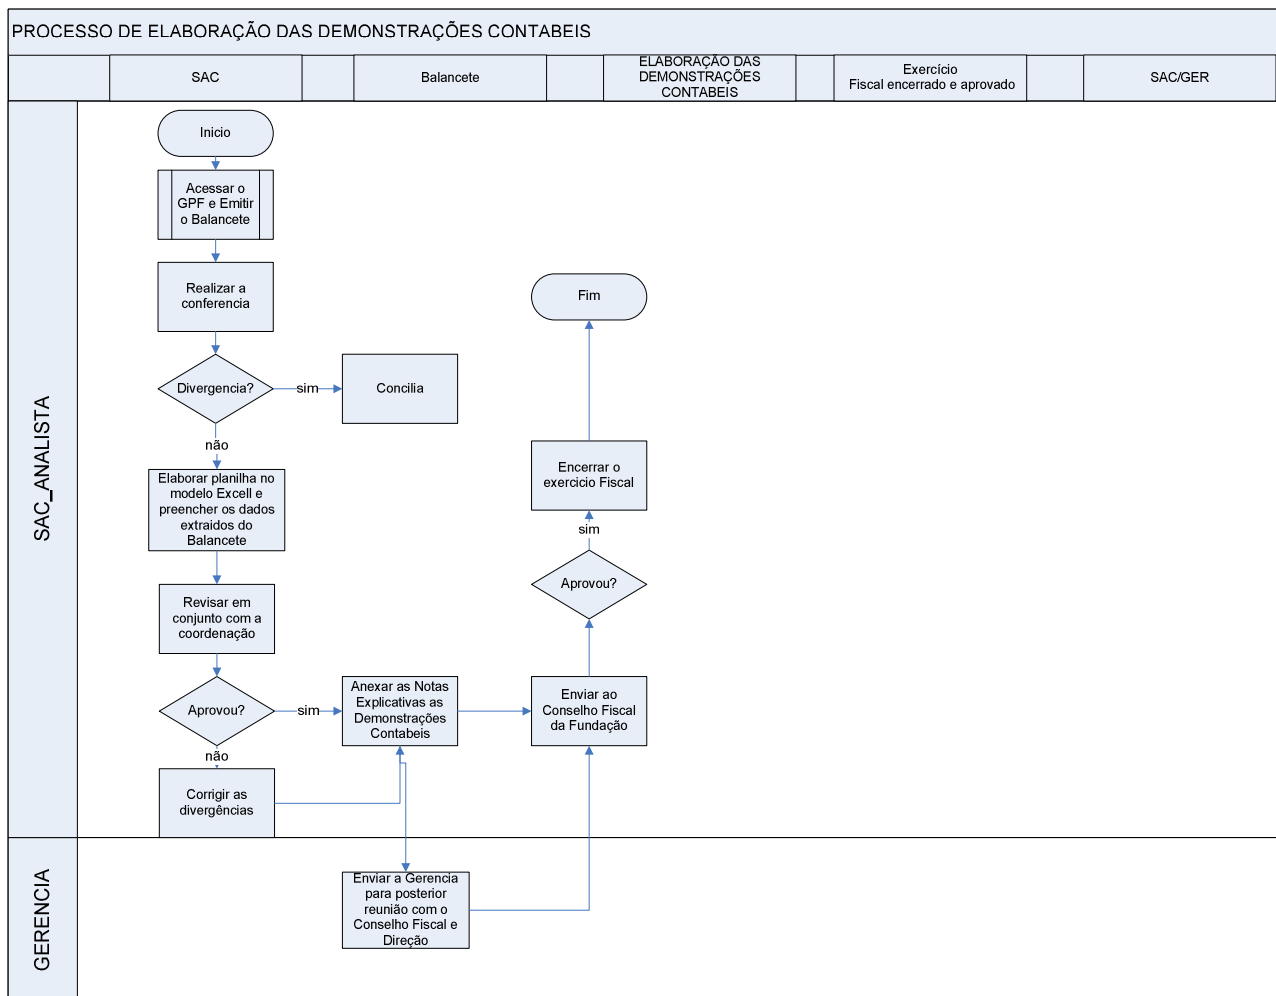 PROCESSO DE ELABORAÇÃO DAS DEMONSTRAÇÕES CONTABEIS
SAC
Balancete
ELABORAÇÃO DAS
DEMONSTRAÇÕES
CONTABEIS
Exercício
Fiscal encerrado e aprovado
SAC/GER
SAC_ANALISTA
Inicio
Acessar o
GPF e Emitir
o Balancete
Realizar a
conferencia
Divergencia?
sim
Concilia
não
Elaborar planilha no
modelo Excell e
preencher os dados
extraidos do
Balancete
Revisar em
conjunto com a
coordenação
Aprovou?
sim
Anexar as Notas
Explicativas as
Demonstrações
Contabeis
não
Corrigir as
divergências
Enviar ao
Conselho Fiscal
da Fundação
Aprovou?
sim
Encerrar o
exercicio Fiscal
Fim
GERENCIA
Enviar a Gerencia
para posterior
reunião com o
Conselho Fiscal e
Direção